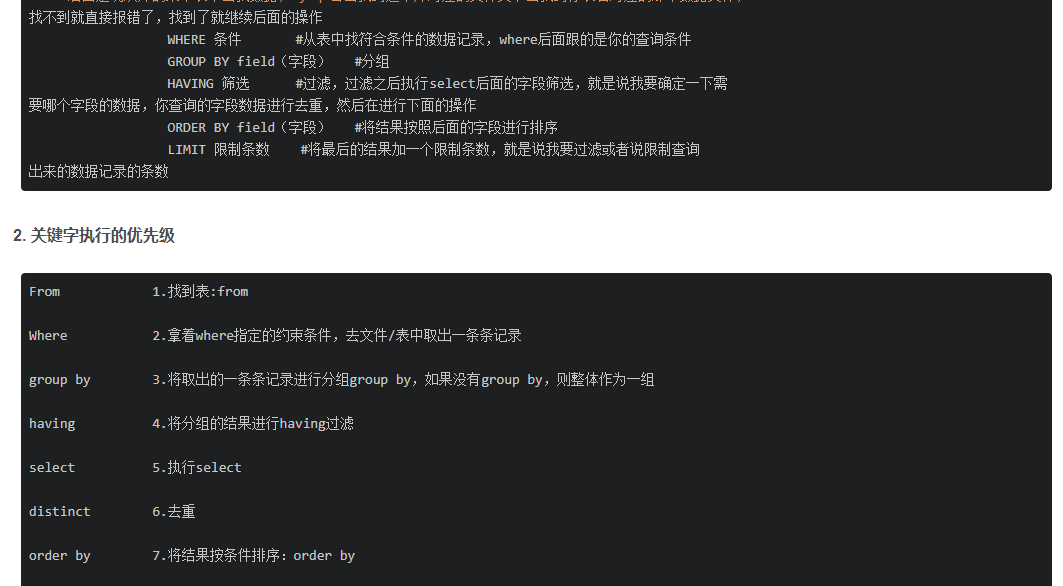 找不到就直接报错了，找到了就继续后面的操作
WHERE 条件 #从表中找符合条件的数据记录，where后面跟的是你的查询条件
GROUP BY field（字段） #分组
HAVING 筛选 #过滤，过滤之后执行select后面的字段筛选，就是说我要确定一下需
要哪个字段的数据，你查询的字段数据进行去重，然后在进行下面的操作
ORDER BY field（字段） #将结果按照后面的字段进行排序
LIMIT 限制条数 #将最后的结果加一个限制条数，就是说我要过滤或者说限制查询
出来的数据记录的条数
2. 关键字执行的优先级
From 1.找到表:from
Where 2.拿着where指定的约束条件，去文件/表中取出一条条记录
group by 3.将取出的一条条记录进行分组group by，如果没有group by，则整体作为一组
having 4.将分组的结果进行having过滤
select 5.执行select
distinct 6.去重
order by 7.将结果按条件排序：order by